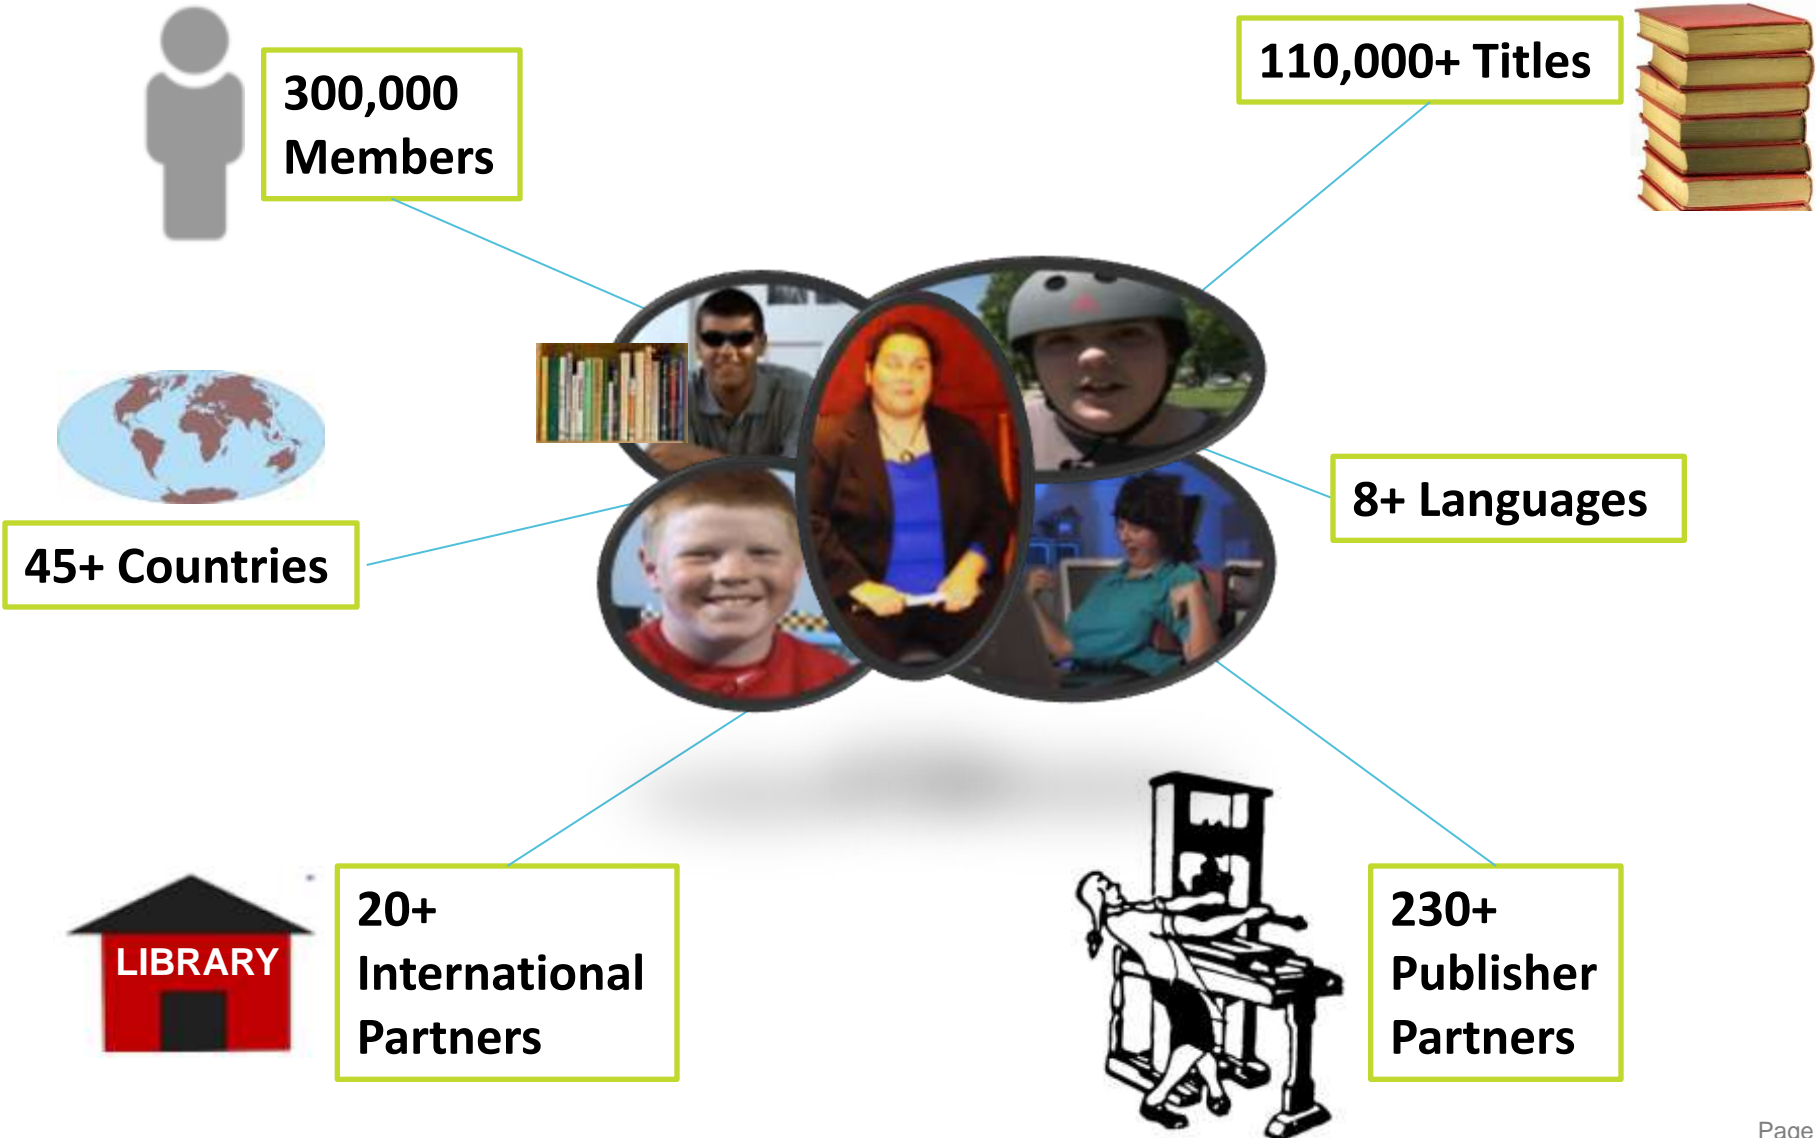 300,000
Members
110,000+ Titles
45+ Countries
8+ Languages
LIBRARY
20+
International
Partners
230+
Publisher
Partners
Page